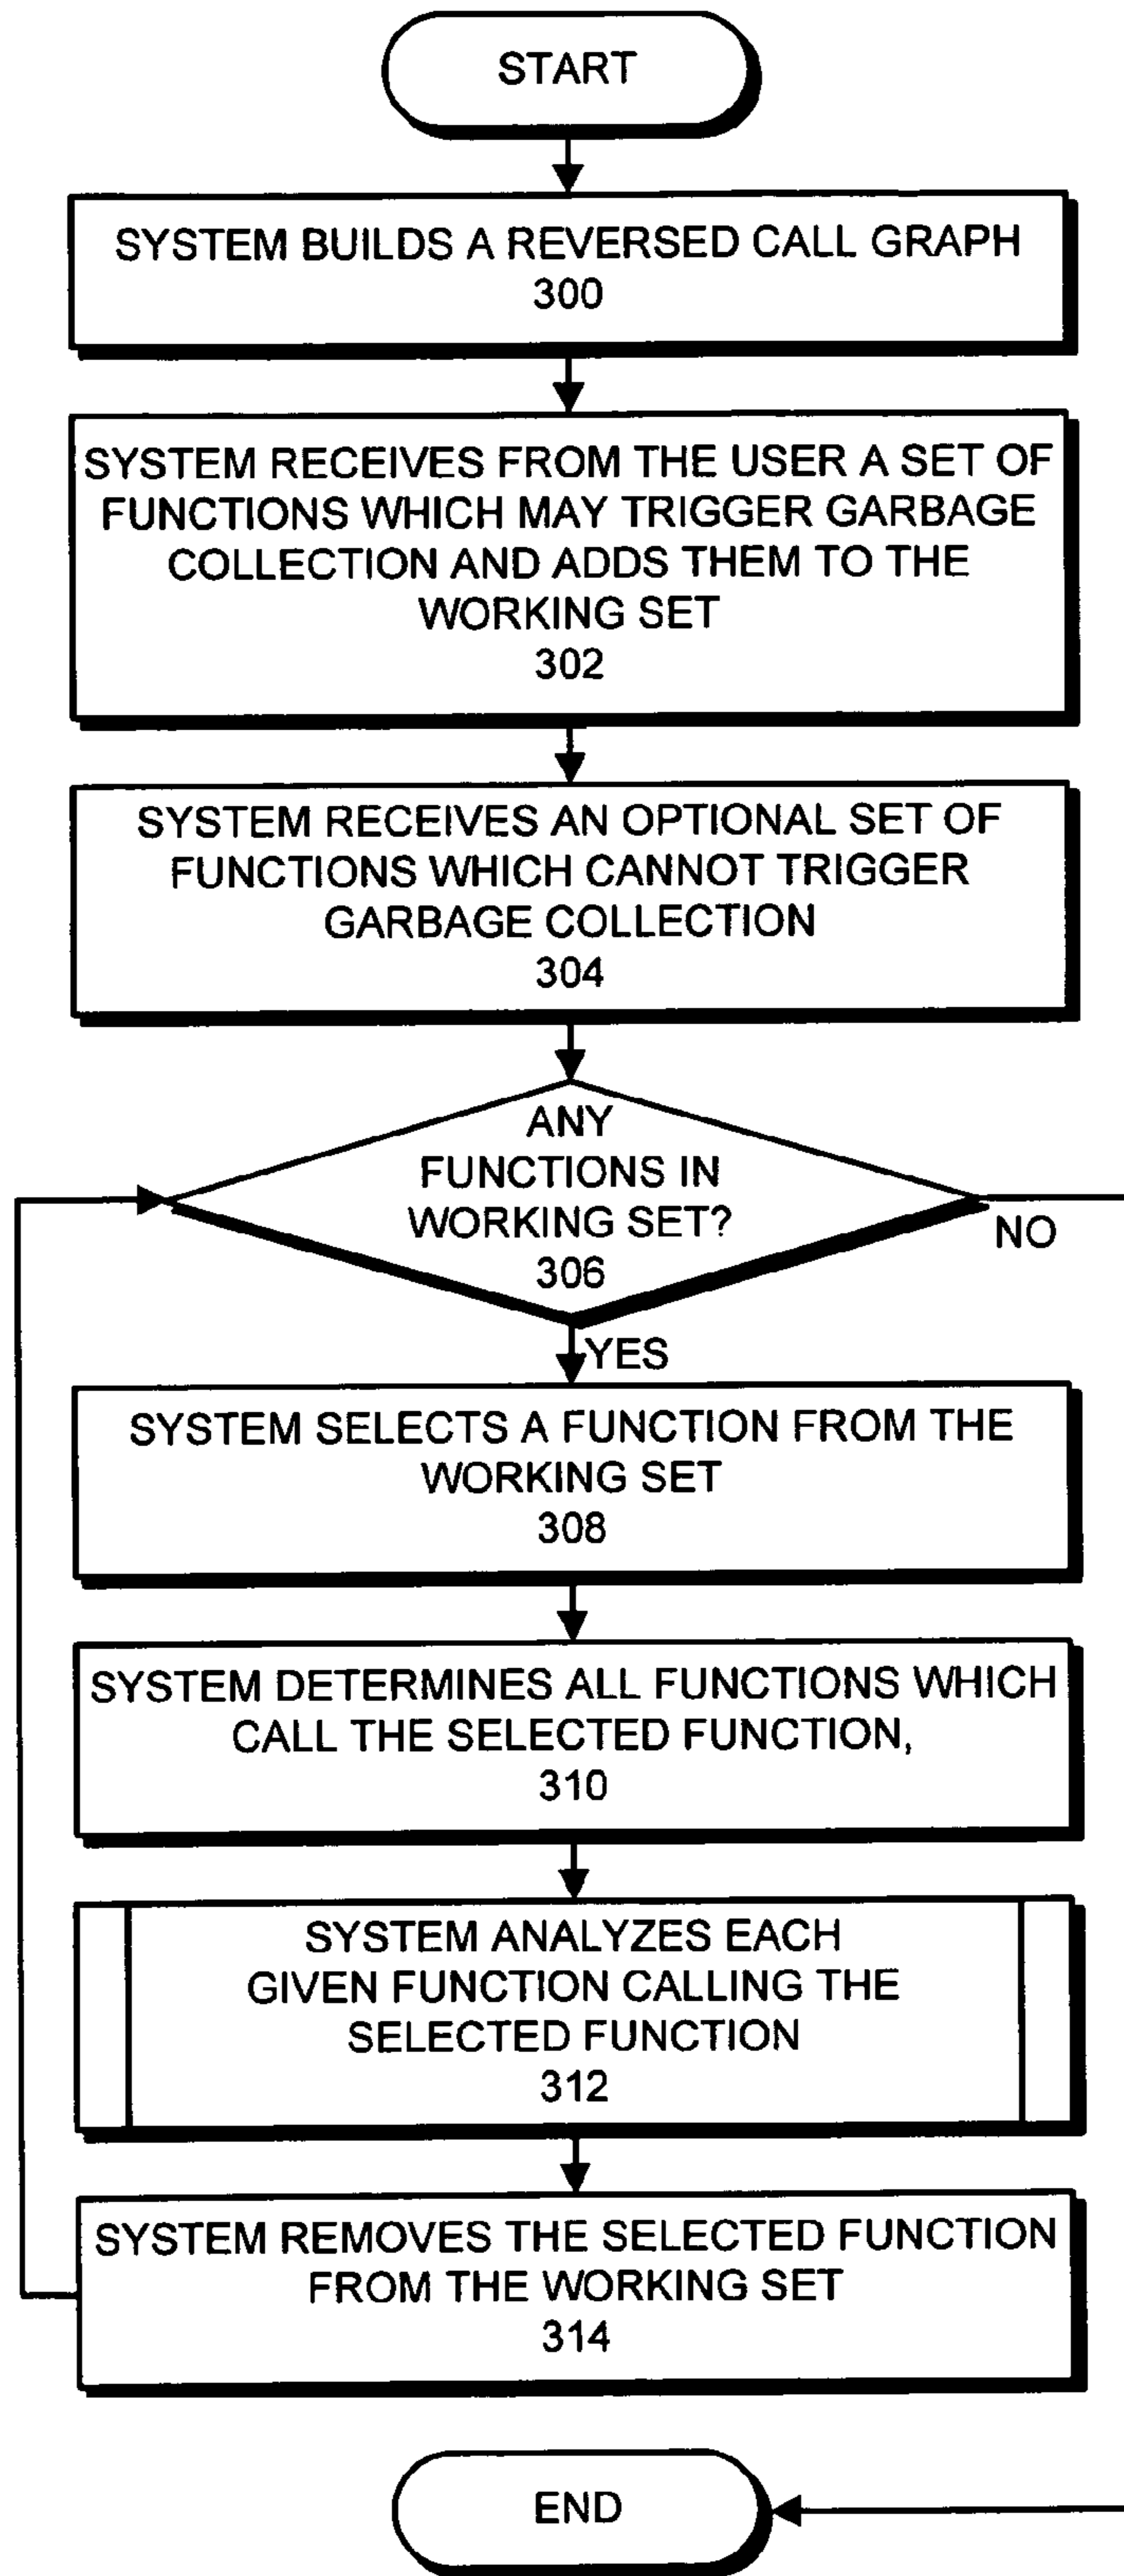 START
SYSTEM BUILDS A REVERSED CALL GRAPH
300
SYSTEM RECEIVES FROM THE USER A SET OF
FUNCTIONS WHICH MAY TRIGGER GARBAGE
COLLECTION AND ADDS THEM TO THE
WORKING SET
302
SYSTEM RECEIVES AN OPTIONAL SET OF
FUNCTIONS WHICH CANNOT TRIGGER
GARBAGE COLLECTION
304
ANY
FUNCTIONS IN
WORKING SET?
306
NO
YES
SYSTEM SELECTS A FUNCTION FROM THE
WORKING SET
308
SYSTEM DETERMINES ALL FUNCTIONS WHICH
CALL THE SELECTED FUNCTION,
310
SYSTEM ANALYZES EACH
GIVEN FUNCTION CALLING THE
SELECTED FUNCTION
312
SYSTEM REMOVES THE SELECTED FUNCTION
FROM THE WORKING SET
314
END